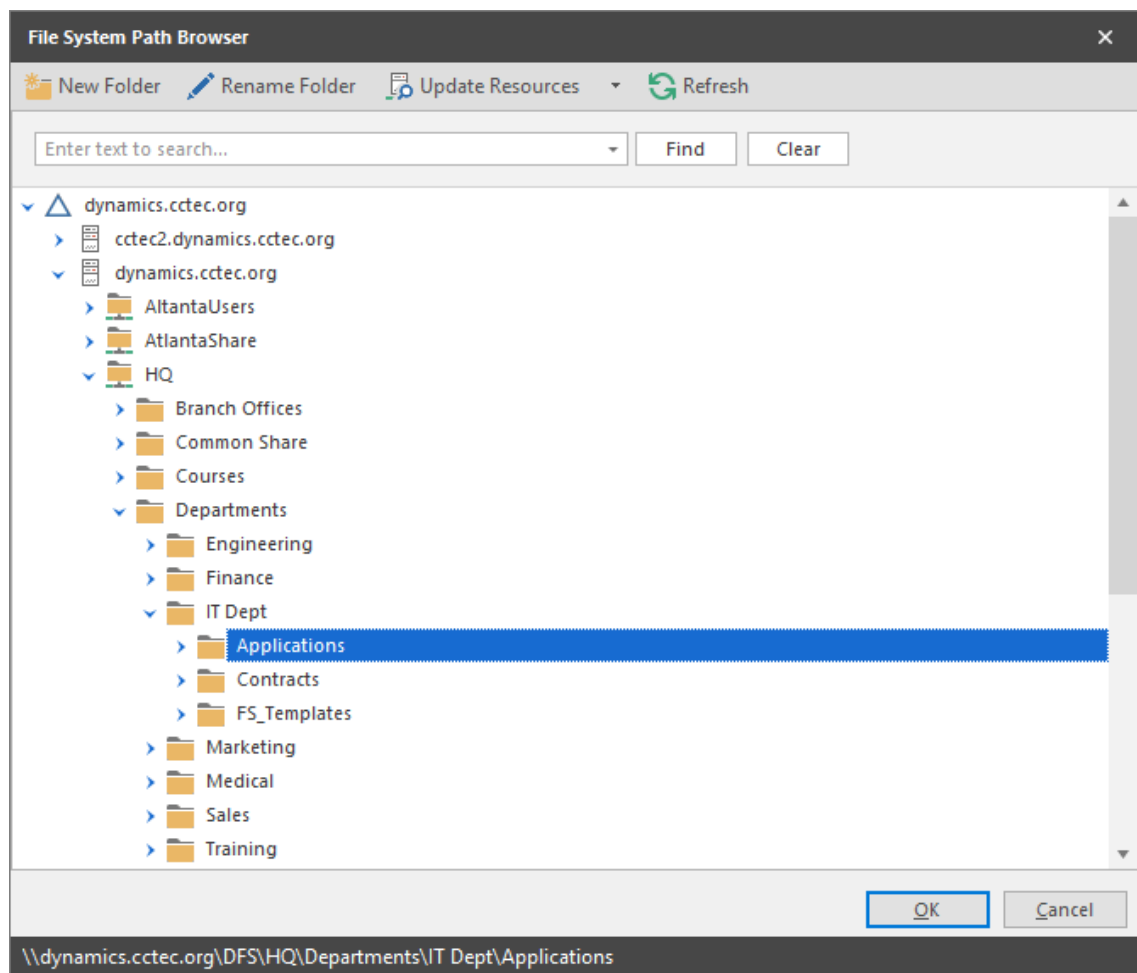 File System Path Browser
New Folder Rename Folder Update Resources Refresh
Enter text to search... Find Clear
dynamics.cctec.org
cctec2.dynamics.cctec.org
dynamics.cctec.org
AltantaUsers
AtlantaShare
HQ
Branch Offices
Common Share
Courses
Departments
Engineering
Finance
IT Dept
Applications
Contracts
FS_Templates
Marketing
Medical
Sales
Training
OK Cancel
\\dynamics.cctec.org\DFS\HQ\Departments\IT Dept\Applications